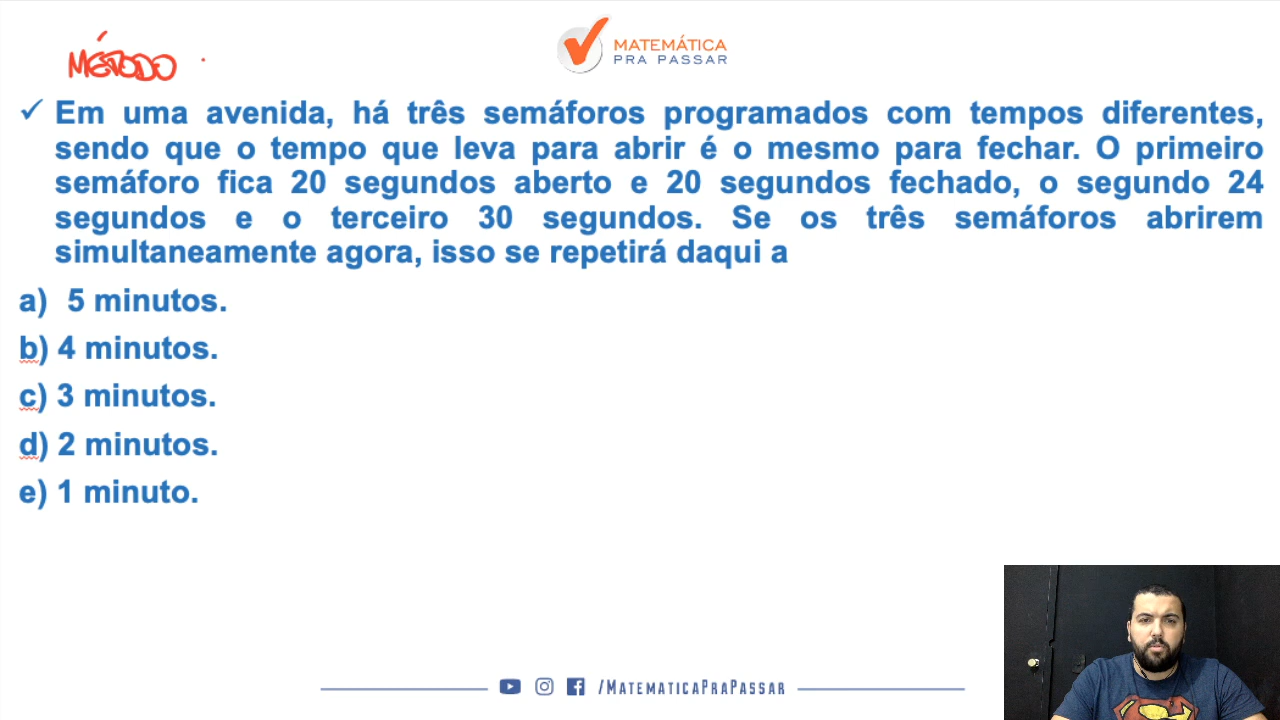 MÉTODO
MATEMÁTICA
PRA PASSAR
✓ Em uma avenida, há três semáforos programados com tempos diferentes,
sendo que o tempo que leva para abrir é o mesmo para fechar. O primeiro
semáforo fica 20 segundos aberto e 20 segundos fechado, o segundo 24
segundos e o terceiro 30 segundos. Se os três semáforos abrirem
simultaneamente agora, isso se repetirá daqui a
a) 5 minutos.
b) 4 minutos.
c) 3 minutos.
d) 2 minutos.
e) 1 minuto.
/MATEMATICAPRAPASSAR